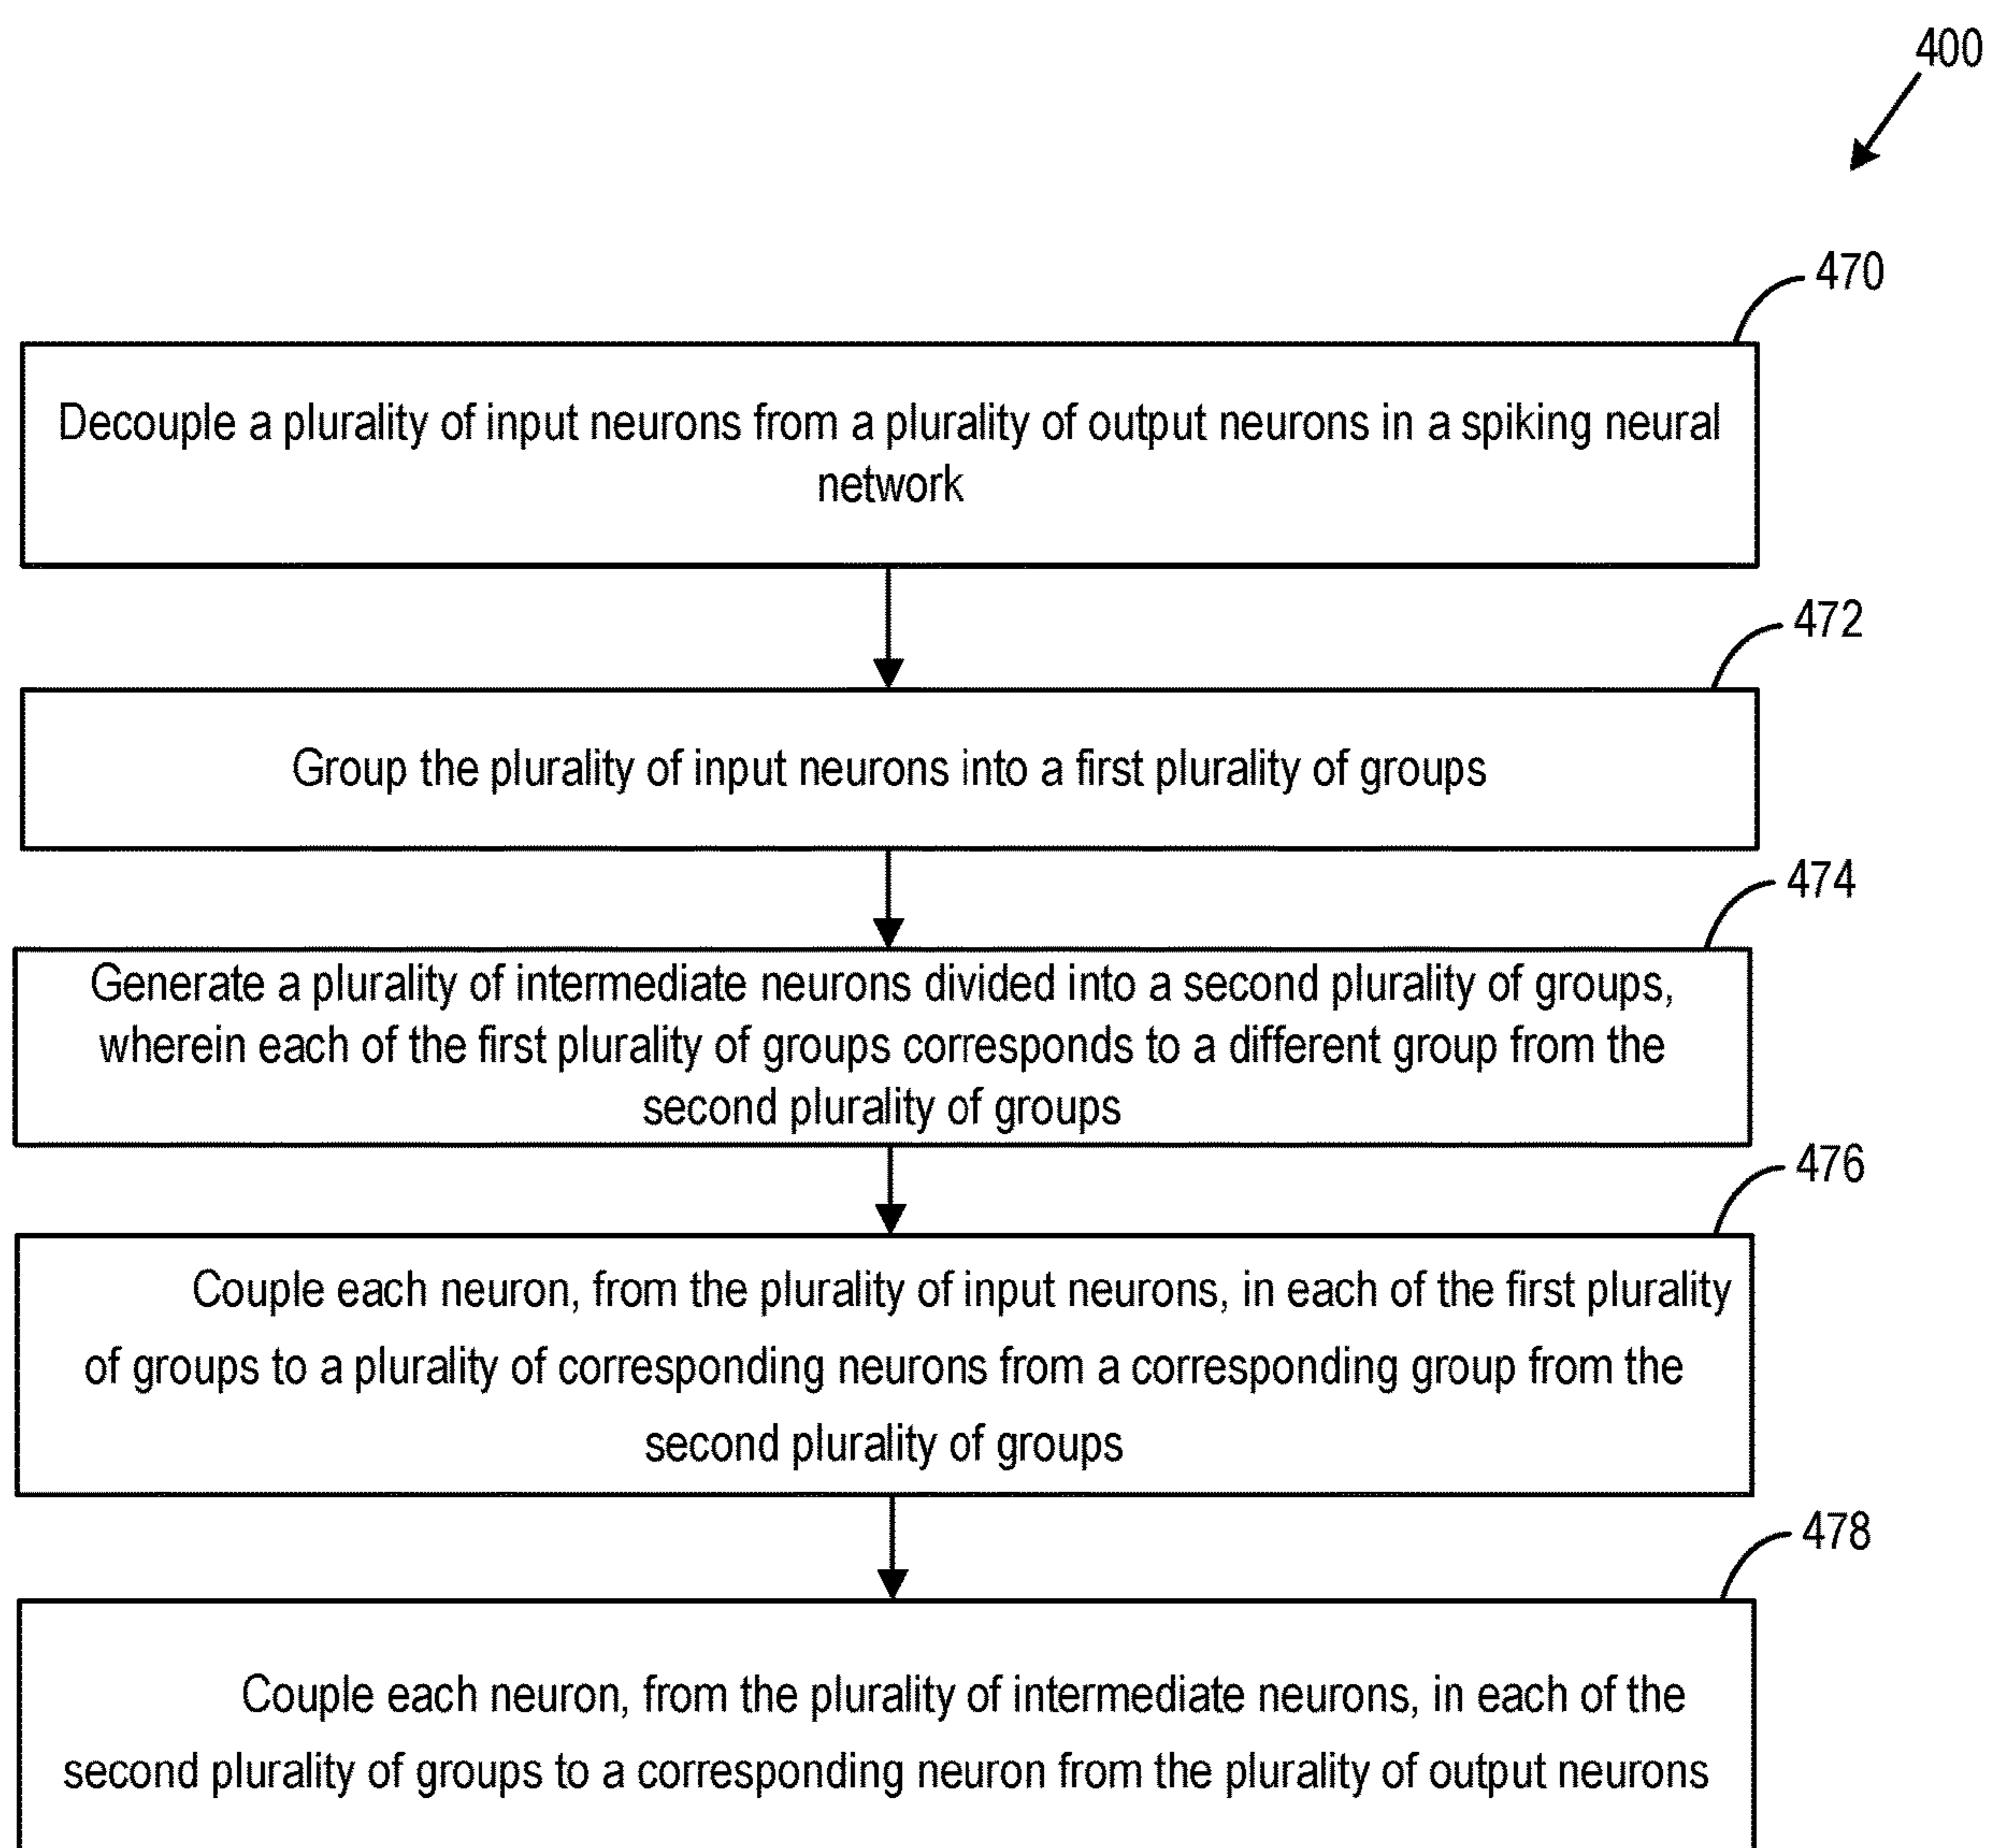 400
470
Decouple a plurality of input neurons from a plurality of output neurons in a spiking neural
network
472
Group the plurality of input neurons into a first plurality of groups
474
Generate a plurality of intermediate neurons divided into a second plurality of groups,
wherein each of the first plurality of groups corresponds to a different group from the
second plurality of groups
476
Couple each neuron, from the plurality of input neurons, in each of the first plurality
of groups to a plurality of corresponding neurons from a corresponding group from the
second plurality of groups
478
Couple each neuron, from the plurality of intermediate neurons, in each of the
second plurality of groups to a corresponding neuron from the plurality of output neurons